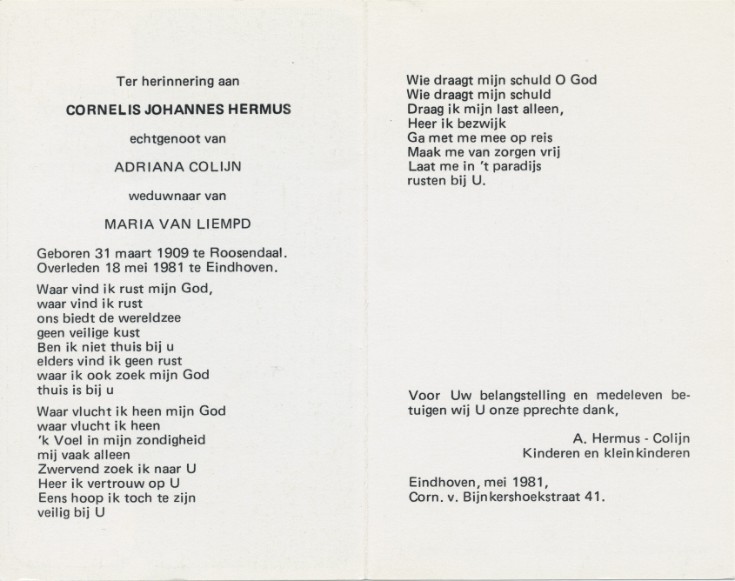 Ter herinnering aan
CORNELIS JOHANNES HERMUS
echtgenoot van
ADRIANA COLIJN
weduwnaar van
MARIA VAN LIEMPD
Geboren 31 maart 1909 te Roosendaal.
Overleden 18 mei 1981 te Eindhoven.
Waar vind ik rust mijn God,
waar vind ik rust
ons biedt de wereldzee
geen veilige kust
Ben ik niet thuis bij u
elders vind ik geen rust
waar ik ook zoek mijn God
thuis is bij u
Waar vlucht ik heen mijn God
waar vlucht ik heen
'k Voel in mijn zondigheid
mij vaak alleen
Zwervend zoek ik naar U
Heer ik vertrouw op U
Eens hoop ik toch te zijn
veilig bij U
Wie draagt mijn schuld O God
Wie draagt mijn schuld
Draag ik mijn last alleen,
Heer ik bezwijk
Ga met me mee op reis
Maak me van zorgen vrij
Laat me in 't paradijs
rusten bij U.
Voor Uw belangstelling en medeleven be-
tuigen wij U onze pprechte dank,
A. Hermus - Colijn
Kinderen en kleinkinderen
Eindhoven, mei 1981,
Corn. v. Bijnkershoekstraat 41.